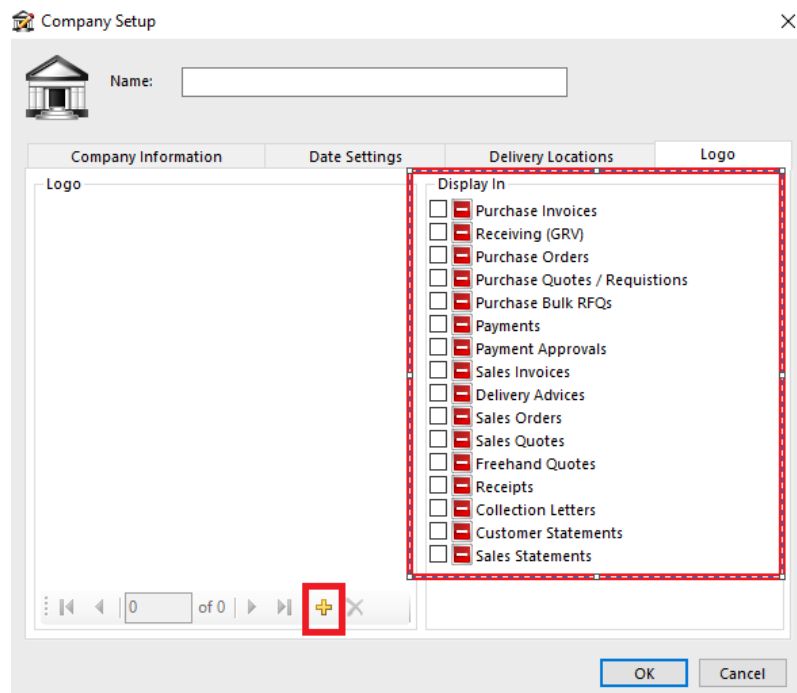 Company Setup
Name:
Company Information Date Settings Delivery Locations Logo
Logo
Display In
Purchase Invoices
Receiving (GRV)
Purchase Orders
Purchase Quotes / Requistions
Purchase Bulk RFQs
Payments
Payment Approvals
Sales Invoices
Delivery Advices
Sales Orders
Sales Quotes
Freehand Quotes
Receipts
Collection Letters
Customer Statements
Sales Statements
0 of 0
OK Cancel